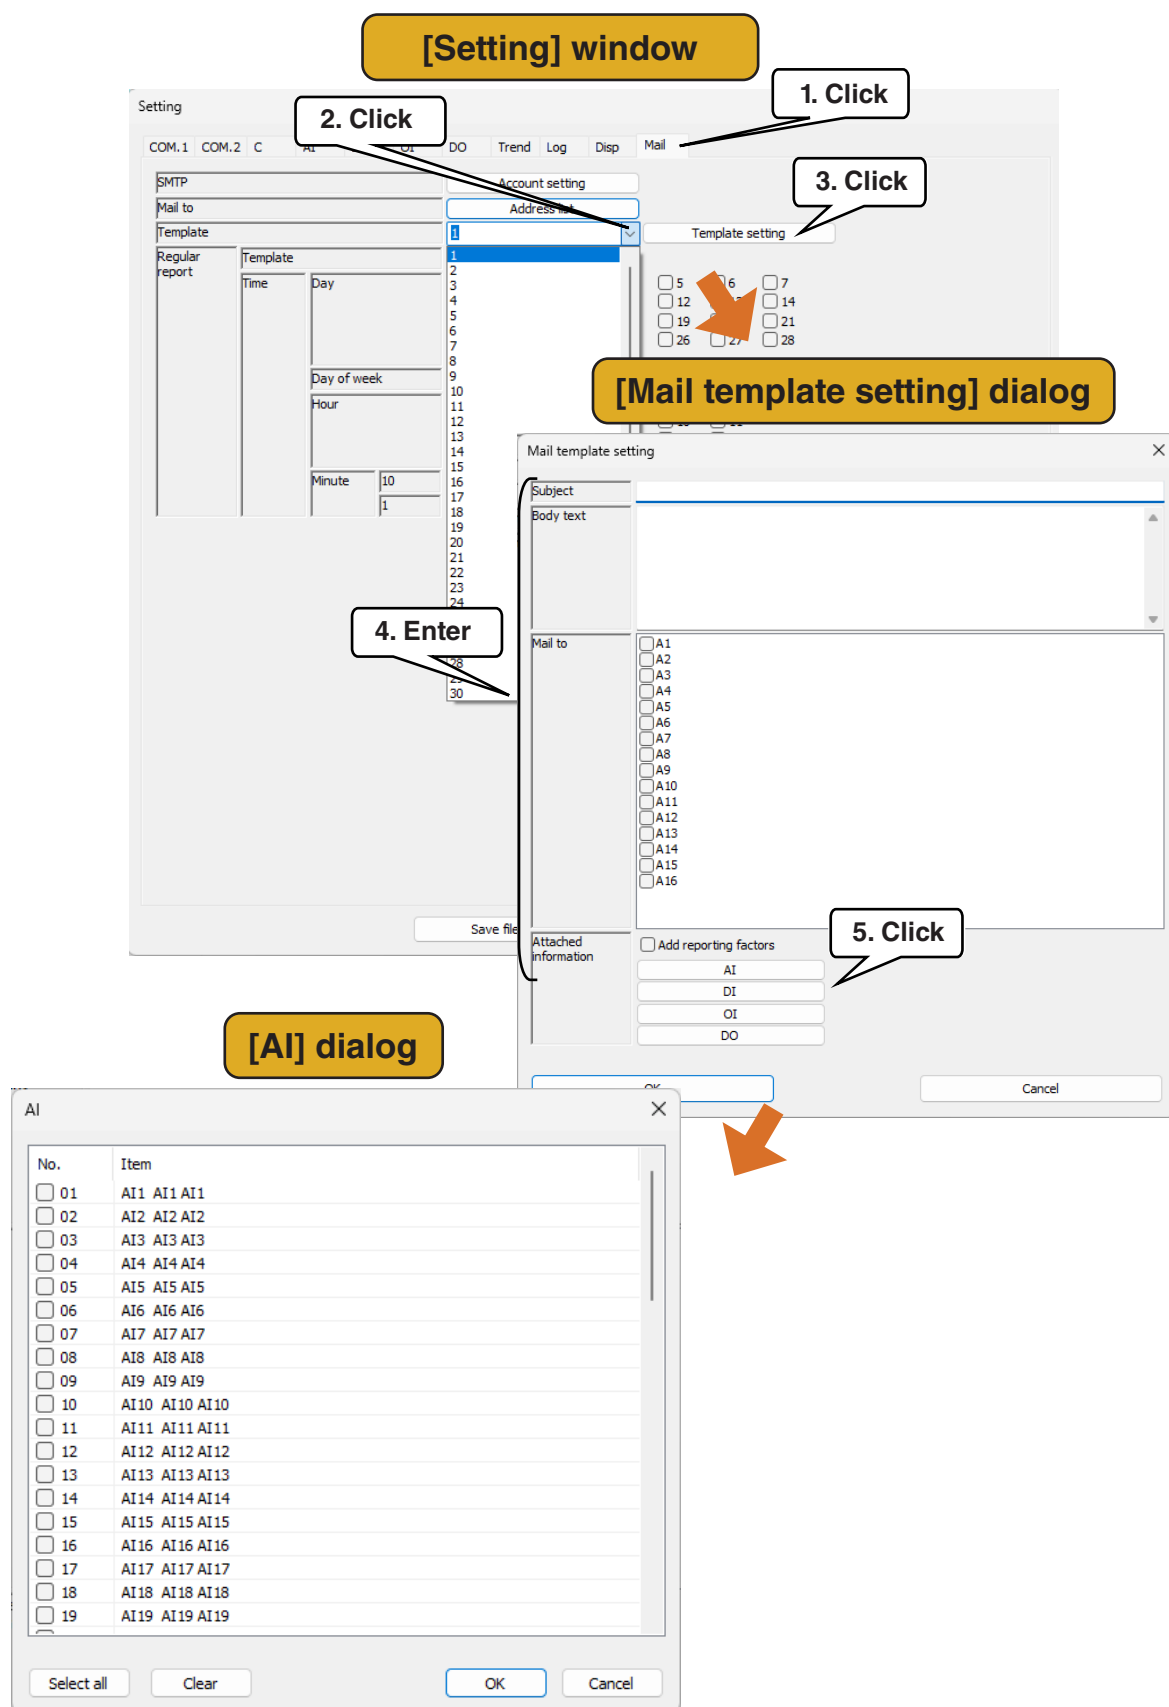 [Setting] window
1. Click
Setting
2. Click
COM.1 COM.2 C AI OI DO Trend Log Disp Mail
SMTP
Account setting
3. Click
Mail to
Address list
Template
1
Template setting
Regular
report
Template
Time
Day
Day of week
Hour
Minute
10
1
1
2
3
4
5
6
7
8
9
10
11
12
13
14
15
16
17
18
19
20
21
22
23
24
28
29
30
5 6 7
12 14
19 21
26 27 28
[Mail template setting] dialog
Mail template setting
Subject
Body text
4. Enter
Mail to
A1
A2
A3
A4
A5
A6
A7
A8
A9
A10
A11
A12
A13
A14
A15
A16
Save file
5. Click
Attached
information
Add reporting factors
AI
DI
OI
DO
OK
Cancel
[AI] dialog
AI
No. Item
01 AI1 AI1 AI1
02 AI2 AI2 AI2
03 AI3 AI3 AI3
04 AI4 AI4 AI4
05 AI5 AI5 AI5
06 AI6 AI6 AI6
07 AI7 AI7 AI7
08 AI8 AI8 AI8
09 AI9 AI9 AI9
10 AI10 AI10 AI10
11 AI11 AI11 AI11
12 AI12 AI12 AI12
13 AI13 AI13 AI13
14 AI14 AI14 AI14
15 AI15 AI15 AI15
16 AI16 AI16 AI16
17 AI17 AI17 AI17
18 AI18 AI18 AI18
19 AI19 AI19 AI19
Select all
Clear
OK
Cancel